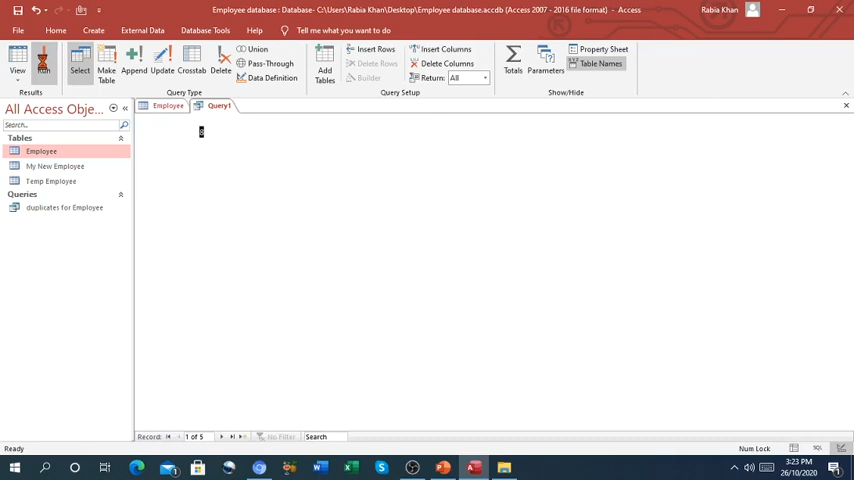 Employee database : Database- C:\Users\Rabia Khan\Desktop\Employee database.accdb (Access 2007 - 2016 file format) - Access
Rabia Khan
File Home Create External Data Database Tools Help Tell me what you want to do
View
Run
Select
Make Table
Append
Update
Crosstab
Delete
Union
Pass-Through
Data Definition
Add Tables
Insert Rows
Delete Rows
Builder
Insert Columns
Delete Columns
Return: All
Totals
Parameters
Property Sheet
Table Names
Results
Query Type
Query Setup
Show/Hide
All Access Obje... «
Search...
Tables
Employee
My New Employee
Temp Employee
Queries
duplicates for Employee
Employee
Query1
Record: 1 of 5 No Filter Search
Ready
Num Lock
SQL
3:23 PM
26/10/2020